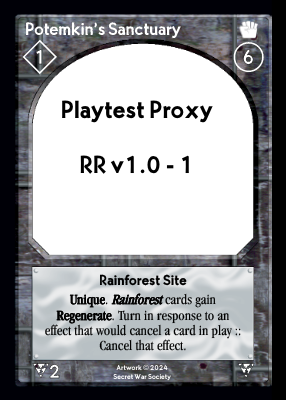 Potemkin's Sanctuary
1
6
Playtest Proxy
RR v1.0 - 1
Rainforest Site
Unique. Rainforest cards gain
Regenerate. Turn in response to an
effect that would cancel a card in play ::
Cancel that effect.
2
Artwork © 2024
Secret War Society